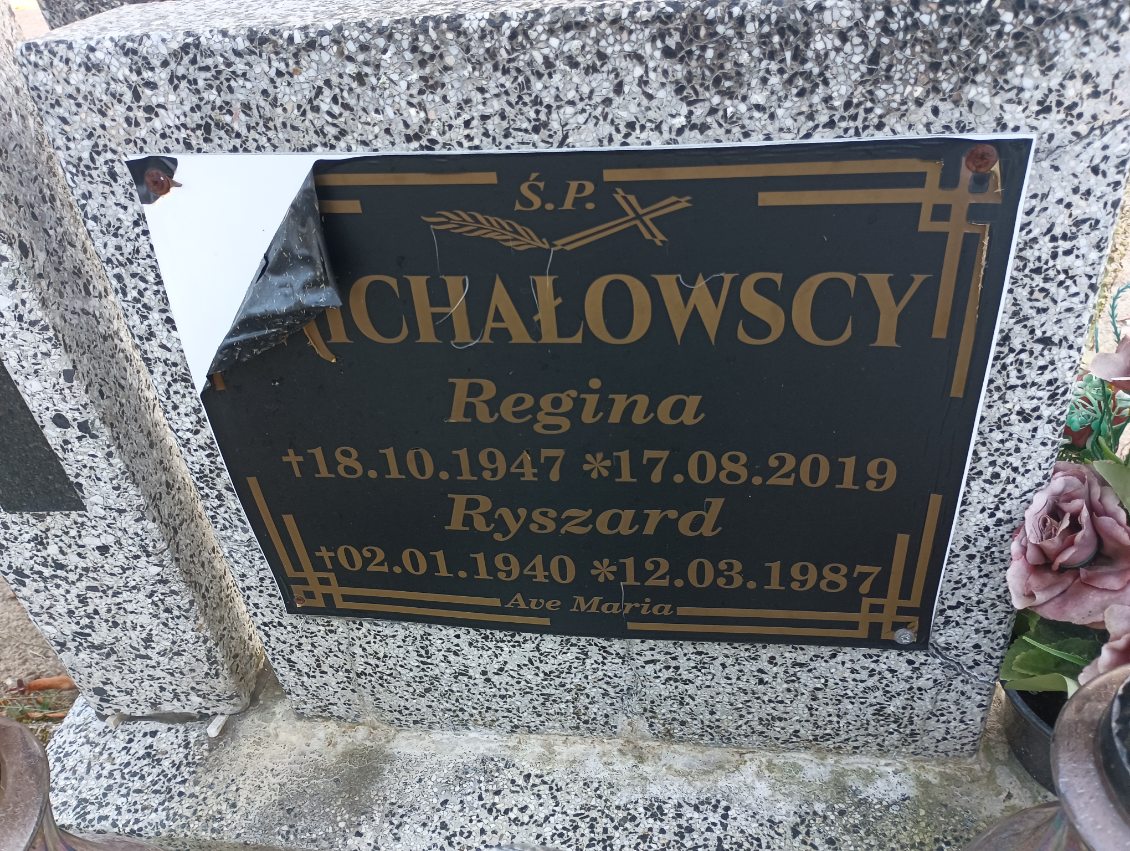 Ś.P.
ICHAŁOWSCY
Regina
†18.10.1947 *17.08.2019
Ryszard
†02.01.1940 *12.03.1987
Ave Maria